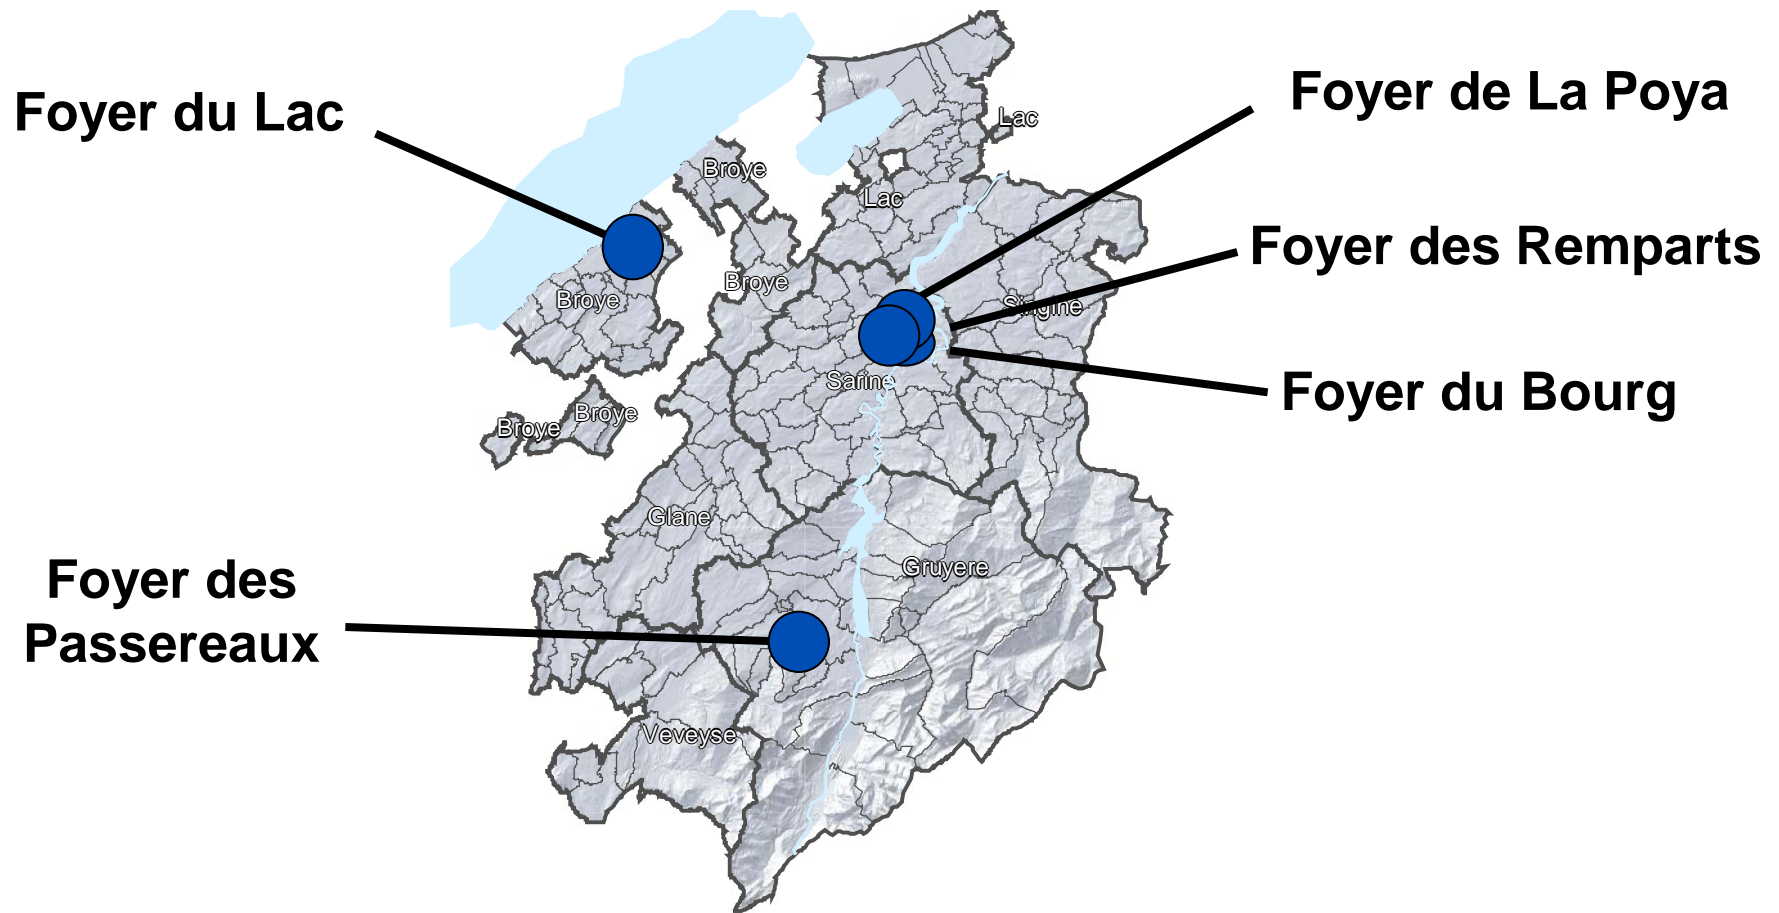 Foyer de La Poya
Foyer du Lac
Lac
Broye
Lac
Foyer des Remparts
Broye
Broye
Singine
Sarine
Foyer du Bourg
Broye
Broye
Glane
Gruyere
Foyer des
Passereaux
Veveyse